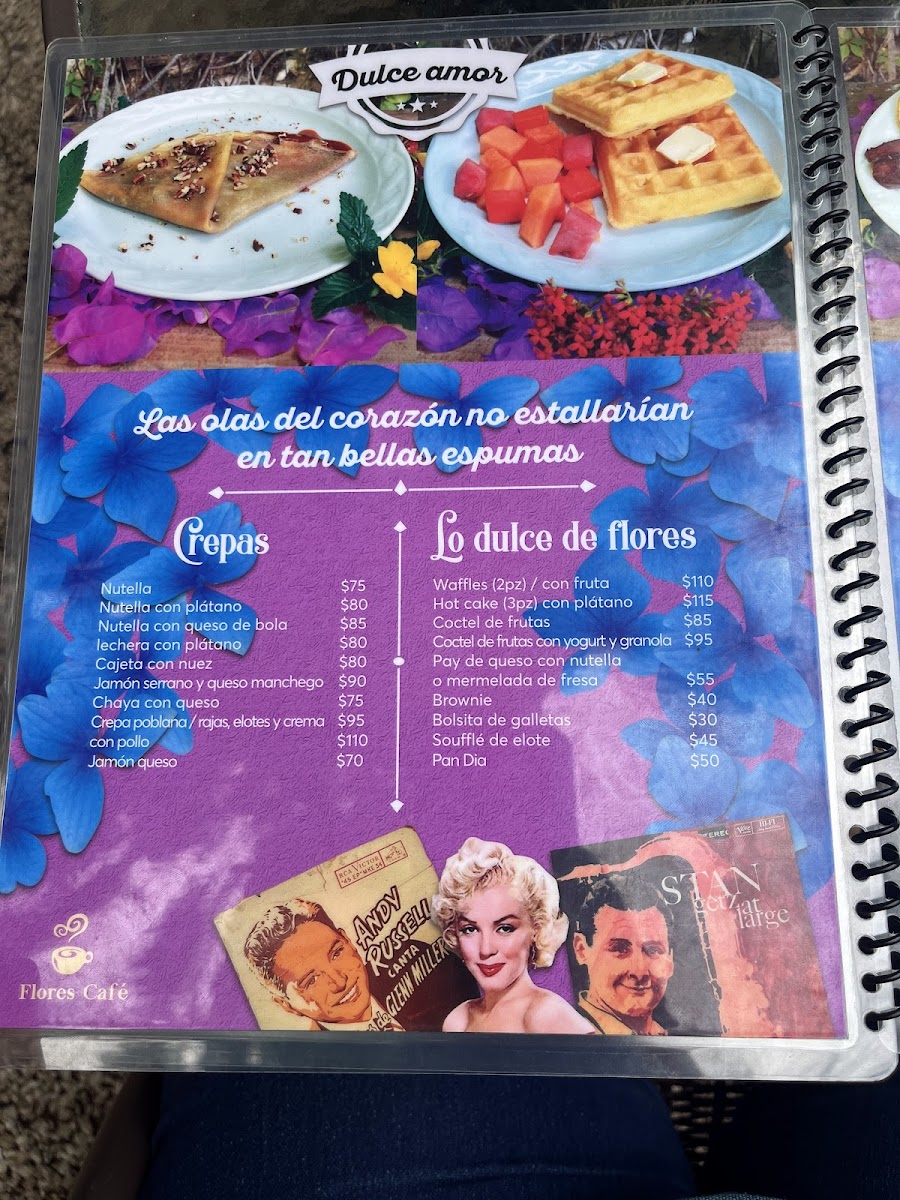 Dulce amor
Las olas del corazón no estallarían
en tan bellas espumas
Crepas
Nutella $75
Nutella con plátano $80
Nutella con queso de bola $85
lechera con plátano $80
Cajeta con nuez $80
Jamón serrano y queso manchego $90
Chaya con queso $75
Crepa poblana / rajas, elotes y crema $95
con pollo $110
Jamón queso $70
Lo dulce de flores
Waffles (2pz) / con fruta $110
Hot cake (3pz) con plátano $115
Coctel de frutas $85
Coctel de frutas con yogurt y granola $95
Pay de queso con nutella
o mermelada de fresa $55
Brownie $40
Bolsita de galletas $30
Soufflé de elote $45
Pan Dia $50
Flores Café
RCA VICTOR
ANDY
RUSSELL
CANTA
GLENN MILLER
STEREO
HI-FI
STAN
getz at
large